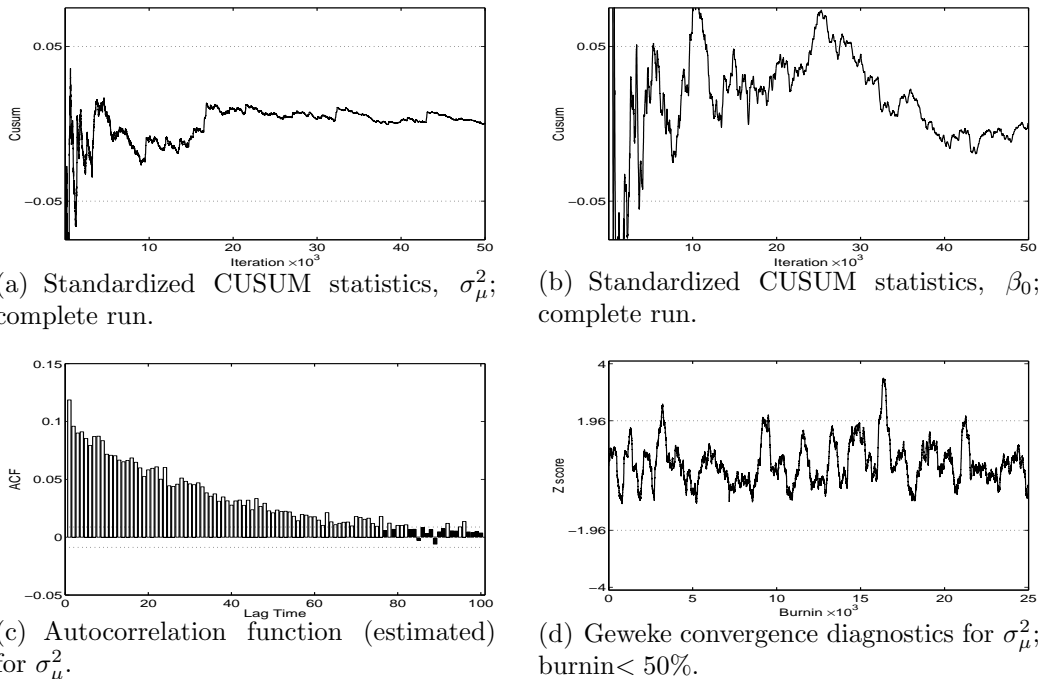 0.05
Cusum
−0.05
10 20 30 40 50
Iteration ×10³
(a) Standardized CUSUM statistics, σ²μ;
complete run.
0.05
Cusum
−0.05
10 20 30 40 50
Iteration ×10³
(b) Standardized CUSUM statistics, β₀;
complete run.
0.15
0.1
0.05
0
−0.05
ACF
0 20 40 60 80 100
Lag Time
(c) Autocorrelation function (estimated)
for σ²μ.
4
1.96
−1.96
−4
Z score
0 5 10 15 20 25
Burnin ×10³
(d) Geweke convergence diagnostics for σ²μ;
burnin< 50%.